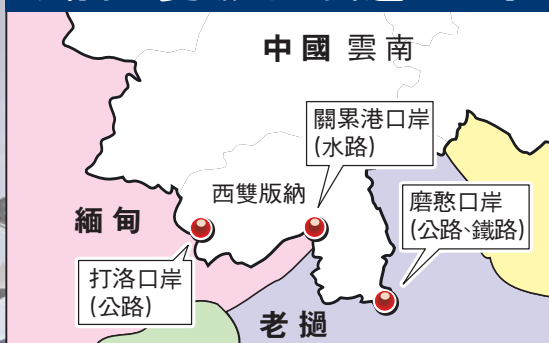 中國 雲南
關累港口岸
(水路)
西雙版納
磨憨口岸
(公路、鐵路)
緬甸
打洛口岸
(公路)
老撾